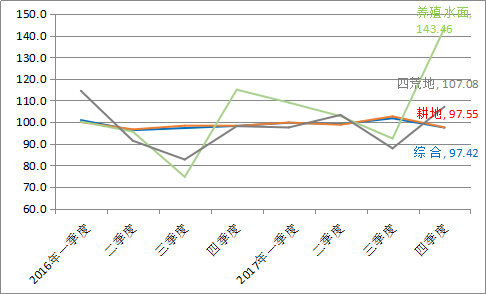 养殖水面,
143.46
150.0
140.0
130.0
120.0
110.0
100.0
90.0
80.0
70.0
60.0
四荒地, 107.08
耕地, 97.55
综 合, 97.42
2016年一季度
二季度
三季度
四季度
2017年一季度
二季度
三季度
四季度